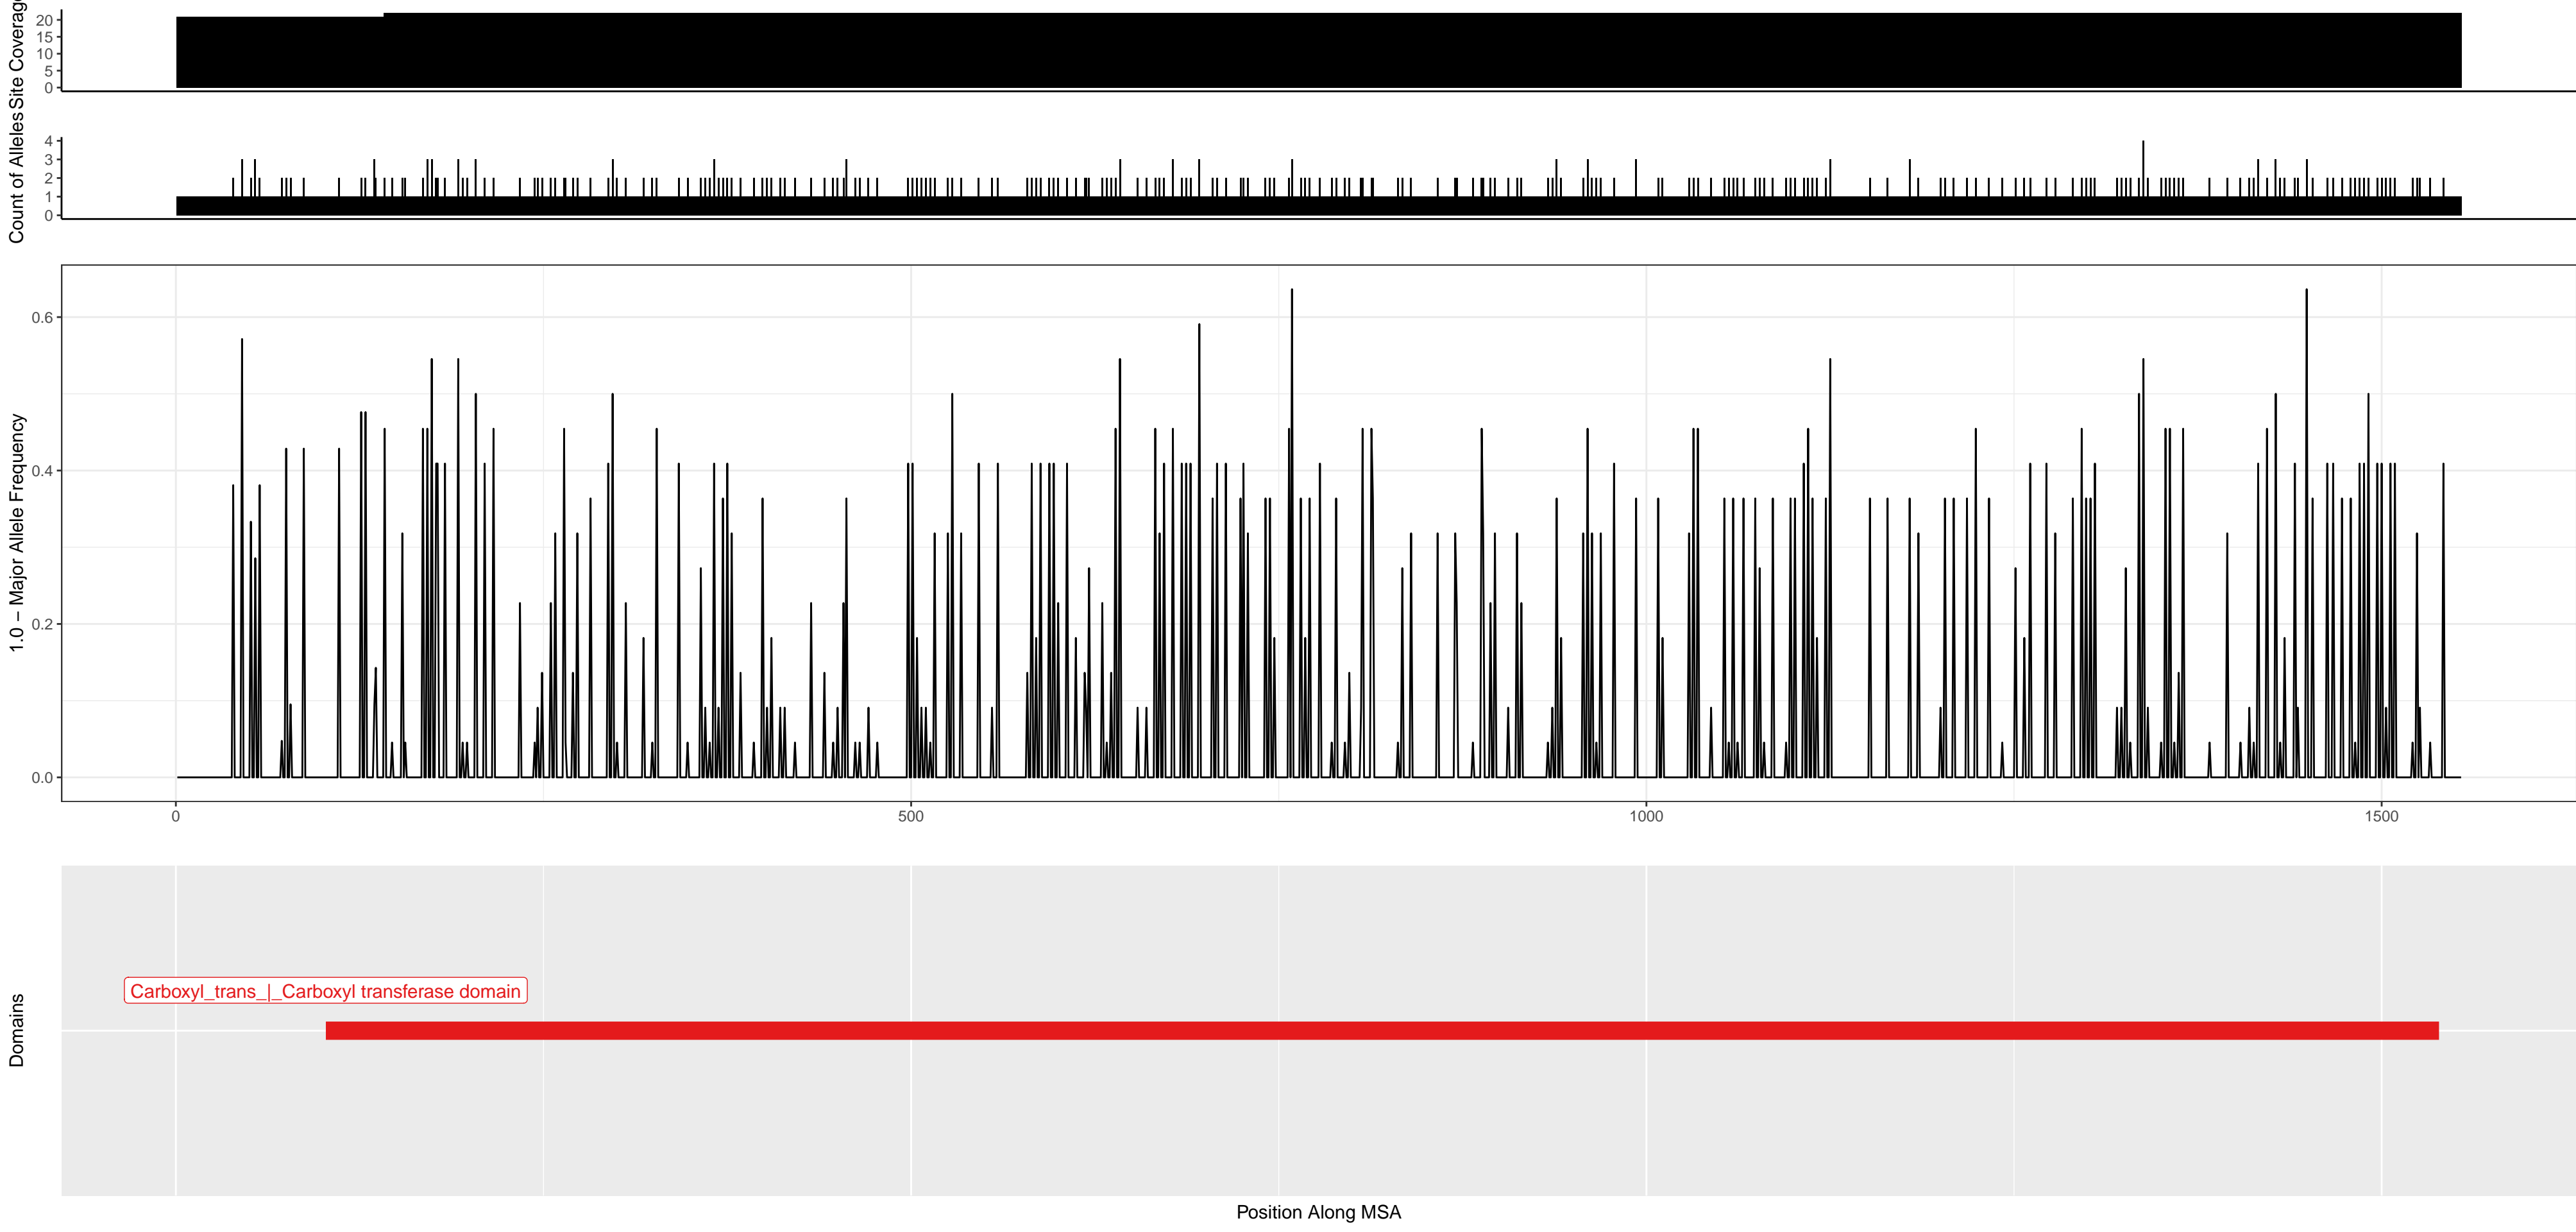 Site Coverage
20
15
10
5
0
Count of Alleles
4
3
2
1
0
1.0 − Major Allele Frequency
0.6
0.4
0.2
0.0
0 500 1000 1500
Domains
Carboxyl_trans_|_Carboxyl transferase domain
Position Along MSA